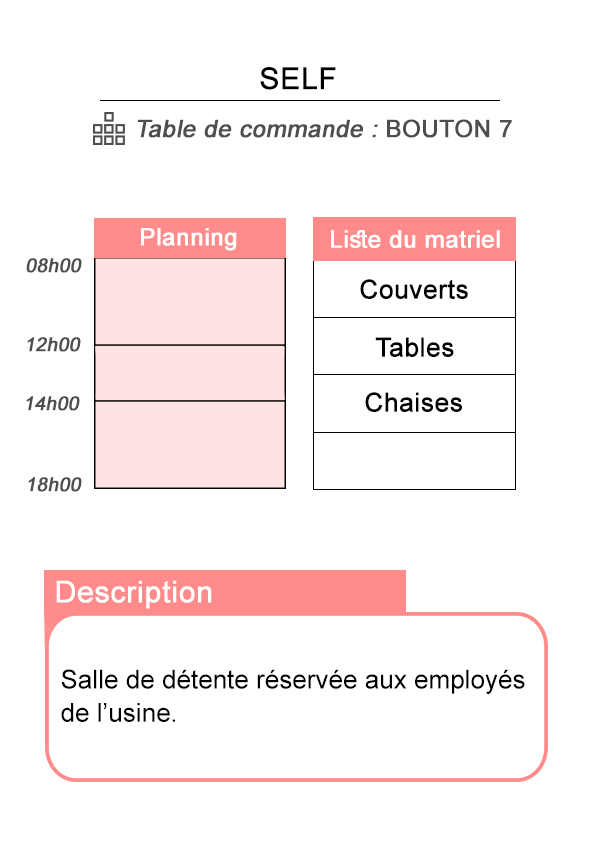 SELF
Table de commande : BOUTON 7
Planning
Liste du matriel
08h00
Couverts
12h00
Tables
14h00
Chaises
18h00
Description
Salle de détente réservée aux employés
de l’usine.